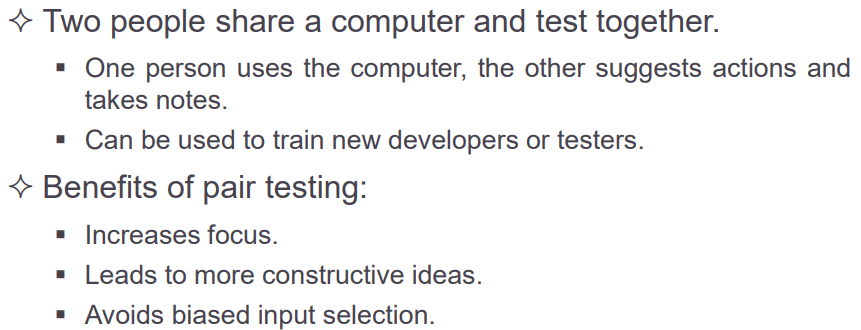 ✧ Two people share a computer and test together.
▪ One person uses the computer, the other suggests actions and
takes notes.
▪ Can be used to train new developers or testers.
✧ Benefits of pair testing:
▪ Increases focus.
▪ Leads to more constructive ideas.
▪ Avoids biased input selection.